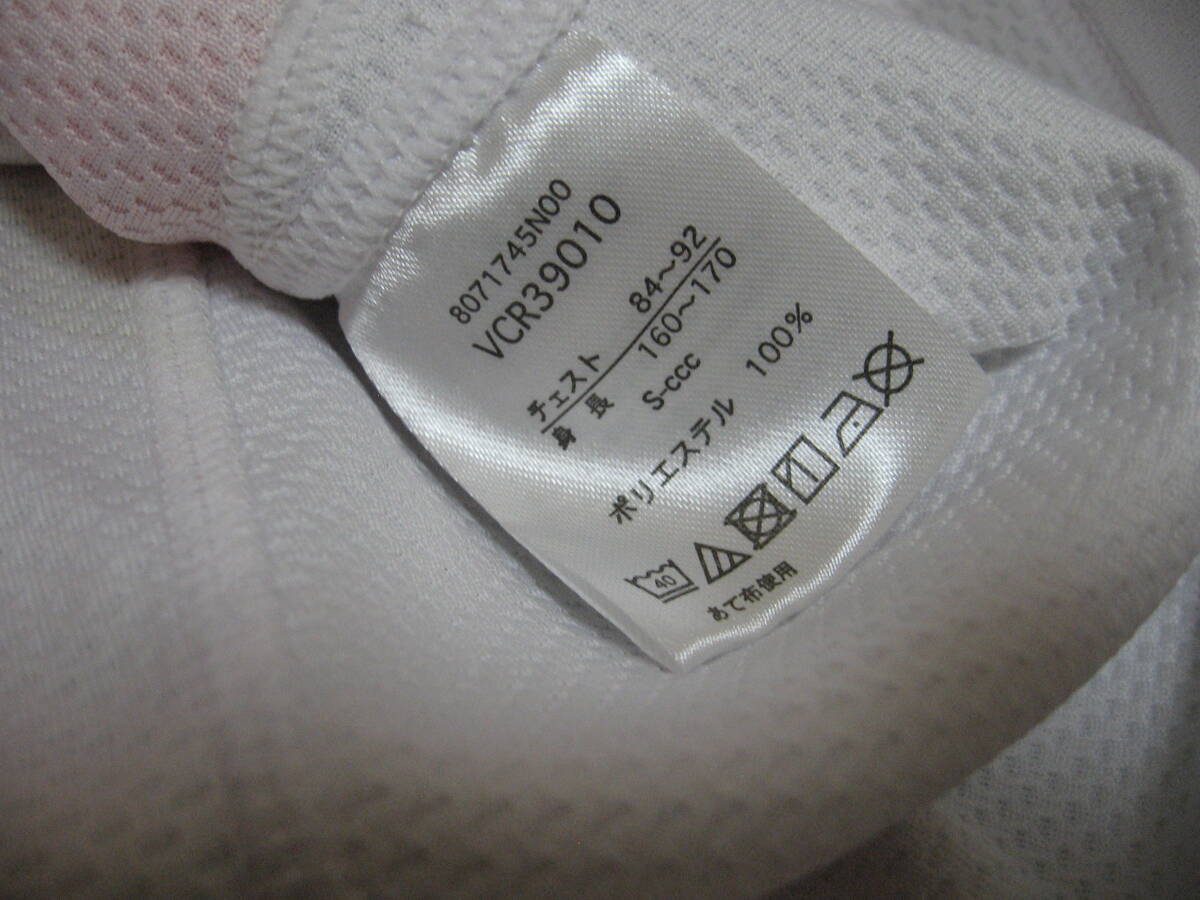 8071745N00
VCR39010
チェスト 84～92
身長 160～170
S-ccc
ポリエステル 100%
40
あて布使用